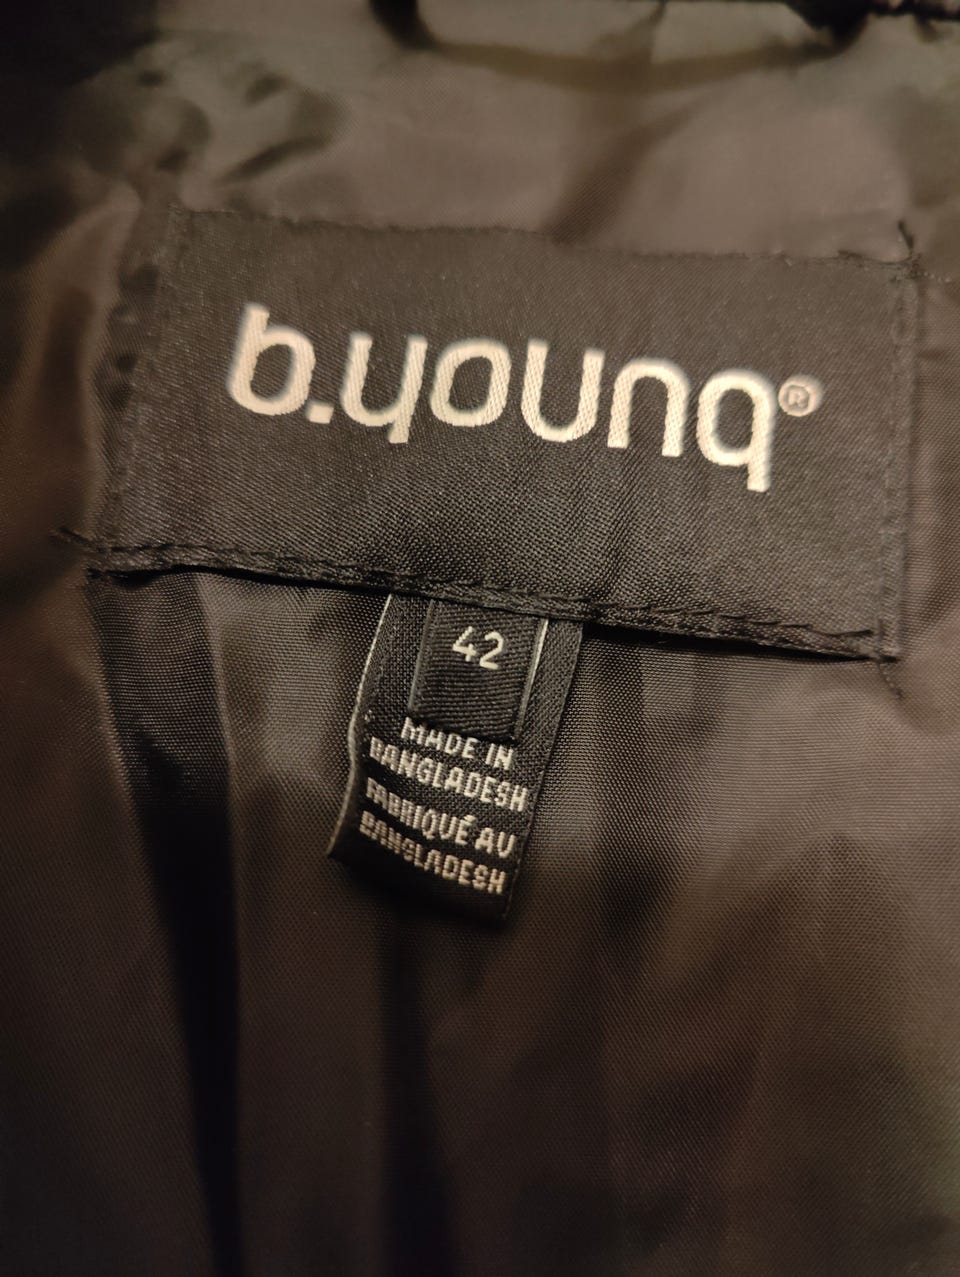 b.young®
42
MADE IN
BANGLADESH
FABRIQUÉ AU
BANGLADESH